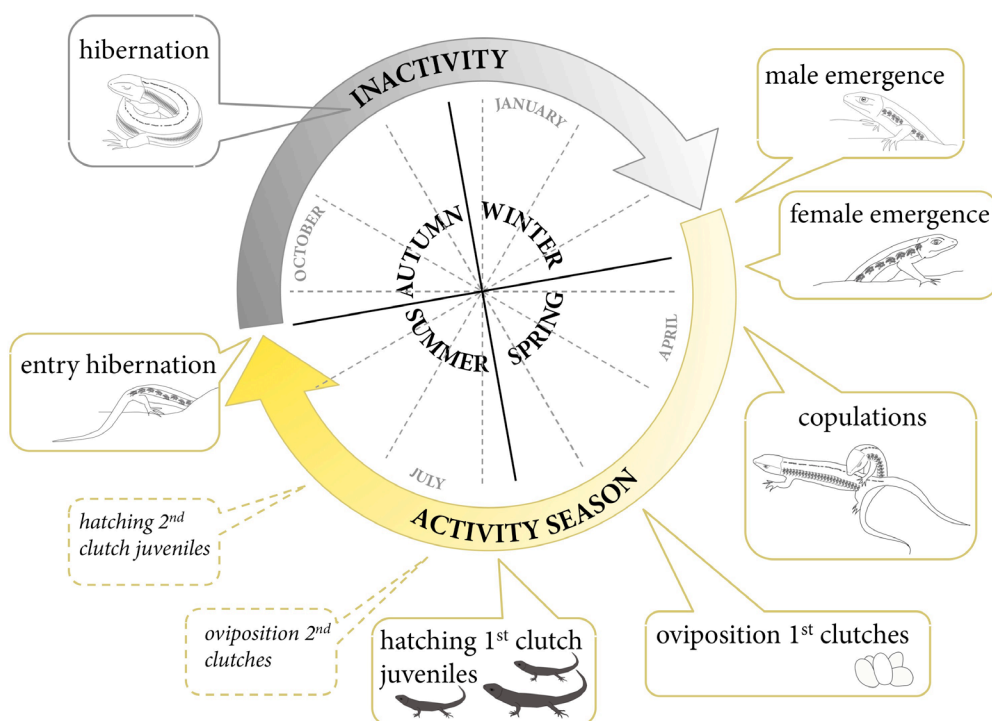 hibernation
INACTIVITY
JANUARY
male emergence
female emergence
OCTOBER
AUTUMN
WINTER
SUMMER
SPRING
APRIL
entry hibernation
copulations
JULY
ACTIVITY SEASON
hatching 2nd
clutch juveniles
oviposition 2nd
clutches
hatching 1st clutch
juveniles
oviposition 1st clutches